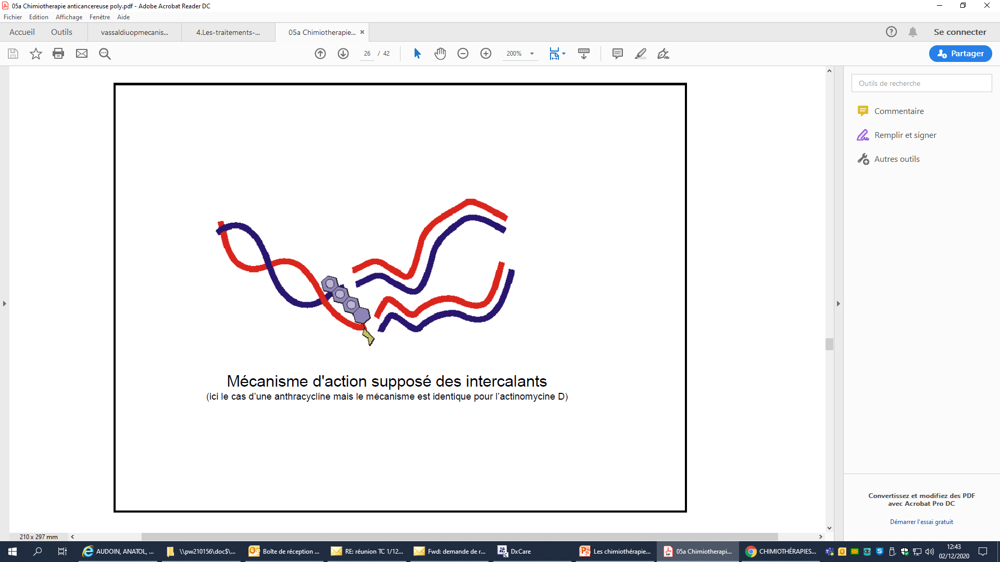 05a Chimiotherapie anticancereuse poly.pdf - Adobe Acrobat Reader DC
Fichier Edition Affichage Fenêtre Aide
Accueil Outils vassaldiuopmecanis... 4.Les-traitements-... 05a Chimiotherapie... × Se connecter
26 / 42 200% Partager
Outils de recherche
Commentaire
Remplir et signer
Autres outils
Mécanisme d'action supposé des intercalants
(ici le cas d’une anthracycline mais le mécanisme est identique pour l’actinomycine D)
Convertissez et modifiez des PDF
avec Acrobat Pro DC
Démarrer l'essai gratuit
210 x 297 mm
AUDOIN, ANATOL, ... \\pw210156\doc$\... Boîte de réception ... RE: réunion TC 1/12... Fwd: demande de r... DxCare Les chimiothérapie... 05a Chimiotherapi... CHIMIOTHÉRAPIES... 12:43
02/12/2020